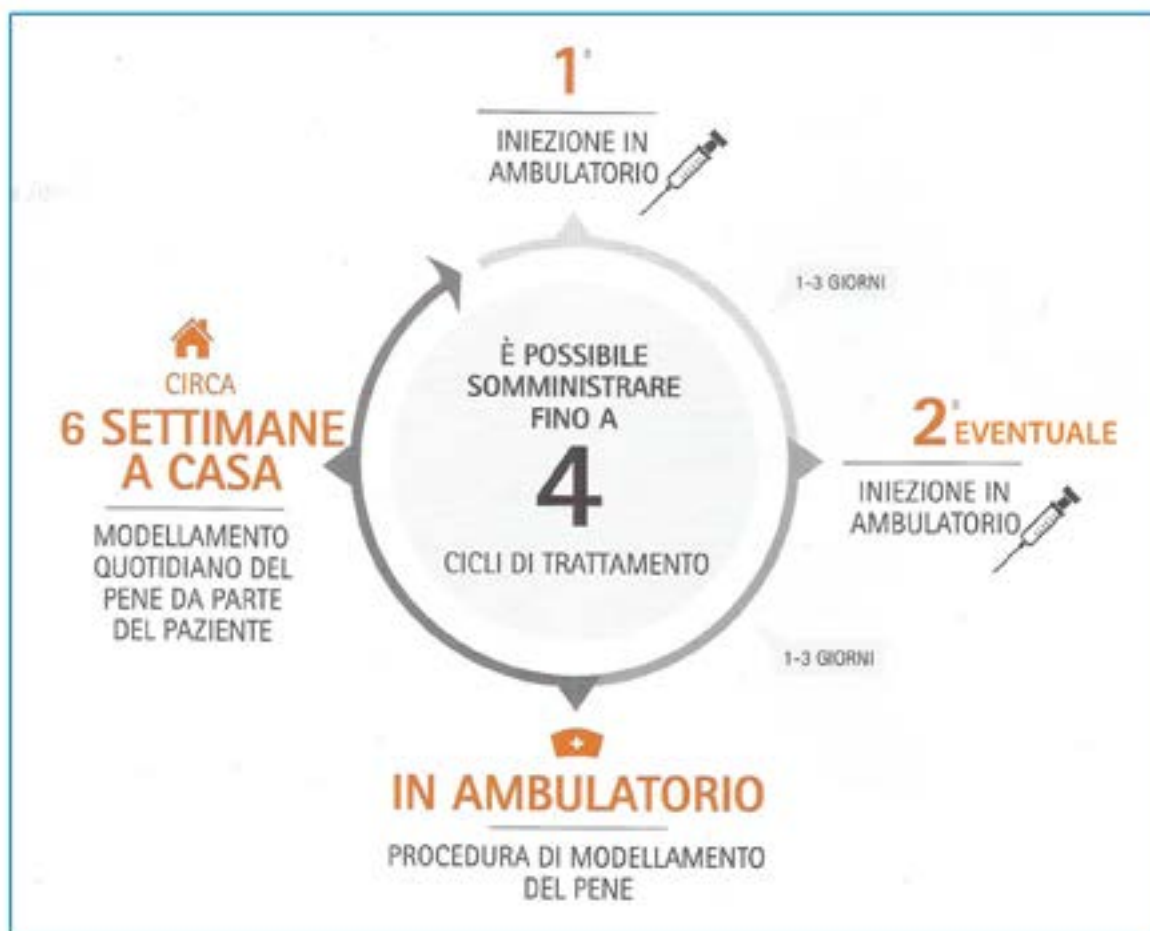 1°
INIEZIONE IN
AMBULATORIO
1-3 GIORNI
2° EVENTUALE
INIEZIONE IN
AMBULATORIO
1-3 GIORNI
IN AMBULATORIO
PROCEDURA DI MODELLAMENTO
DEL PENE
CIRCA
6 SETTIMANE
A CASA
MODELLAMENTO
QUOTIDIANO DEL
PENE DA PARTE
DEL PAZIENTE
È POSSIBILE
SOMMINISTRARE
FINO A
4
CICLI DI TRATTAMENTO